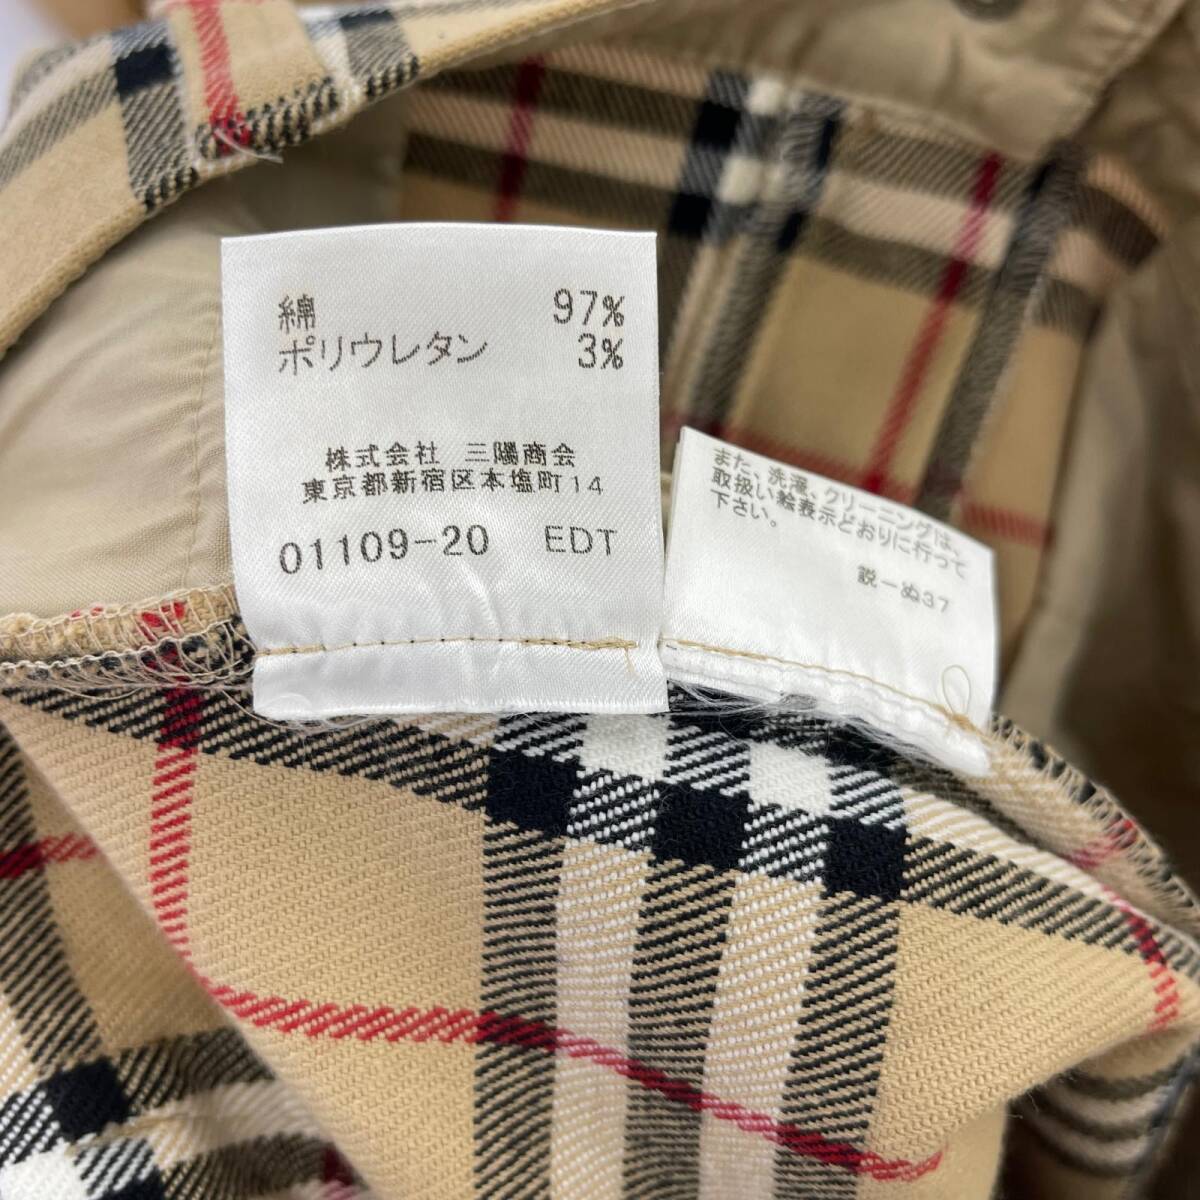 綿 97%
ポリウレタン 3%
株式会社 三陽商会
東京都新宿区本塩町14
01109-20 EDT
また、洗濯、クリーニングは、
取扱い絵表示どおりに行って
下さい。
説ーぬ37